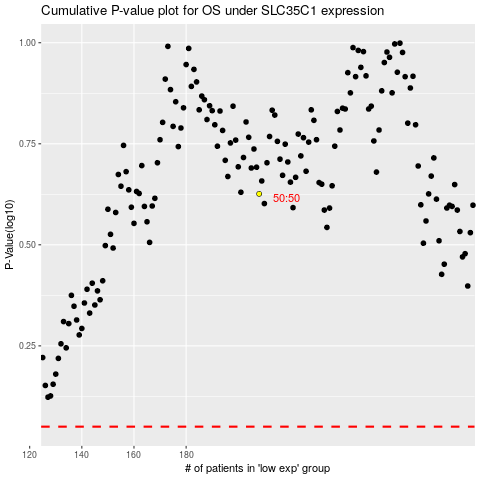 Cumulative P-value plot for OS under SLC35C1 expression
1.00
0.75
0.50
0.25
P-Value(log10)
50:50
120 140 160 180
# of patients in 'low exp' group